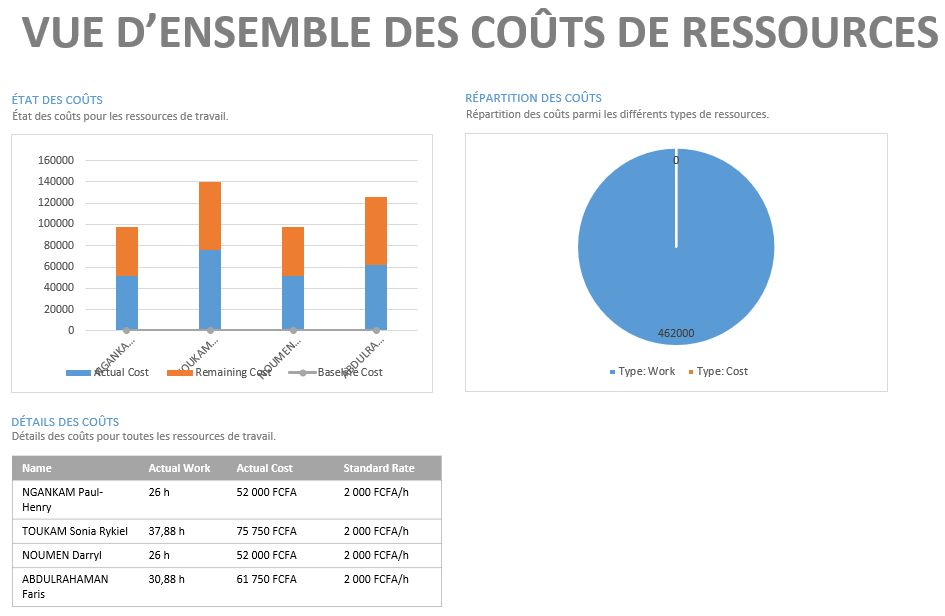 VUE D’ENSEMBLE DES COÛTS DE RESSOURCES
ÉTAT DES COÛTS
État des coûts pour les ressources de travail.
160000
140000
120000
100000
80000
60000
40000
20000
0
NGANKA...
TOUKAM...
NOUMEN...
ABDULRA...
Actual Cost
Remaining Cost
Baseline Cost
RÉPARTITION DES COÛTS
Répartition des coûts parmi les différents types de ressources.
0
462000
Type: Work
Type: Cost
DÉTAILS DES COÛTS
Détails des coûts pour toutes les ressources de travail.
Name Actual Work Actual Cost Standard Rate
NGANKAM Paul- 26 h 52 000 FCFA 2 000 FCFA/h
Henry
TOUKAM Sonia Rykiel 37,88 h 75 750 FCFA 2 000 FCFA/h
NOUMEN Darryl 26 h 52 000 FCFA 2 000 FCFA/h
ABDULRAHAMAN 30,88 h 61 750 FCFA 2 000 FCFA/h
Faris